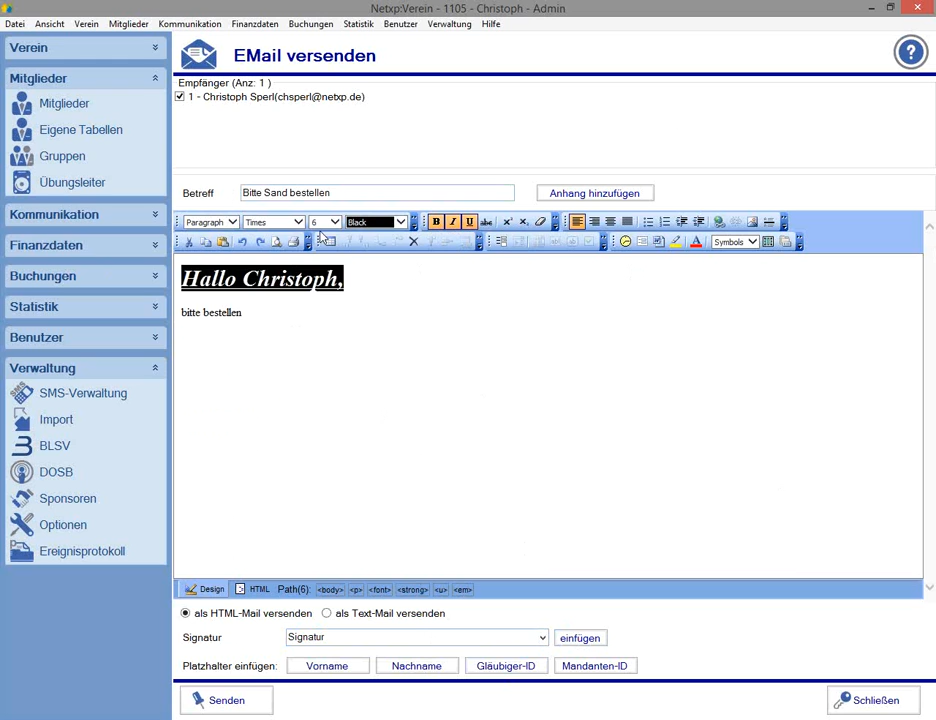 Netxp:Verein - 1105 - Christoph - Admin
Datei Ansicht Verein Mitglieder Kommunikation Finanzdaten Buchungen Statistik Benutzer Verwaltung Hilfe
Verein
Mitglieder
Mitglieder
Eigene Tabellen
Gruppen
Übungsleiter
Kommunikation
Finanzdaten
Buchungen
Statistik
Benutzer
Verwaltung
SMS-Verwaltung
Import
BLSV
DOSB
Sponsoren
Optionen
Ereignisprotokoll
EMail versenden
Empfänger (Anz: 1 )
1 - Christoph Sperl(chsperl@netxp.de)
Betreff Bitte Sand bestellen Anhang hinzufügen
Paragraph Times 6 Black B I U abc
Symbols
Hallo Christoph,
bitte bestellen
Design HTML Path(6): <body> <p> <font> <strong> <u> <em>
als HTML-Mail versenden als Text-Mail versenden
Signatur Signatur einfügen
Platzhalter einfügen: Vorname Nachname Gläubiger-ID Mandanten-ID
Senden Schließen